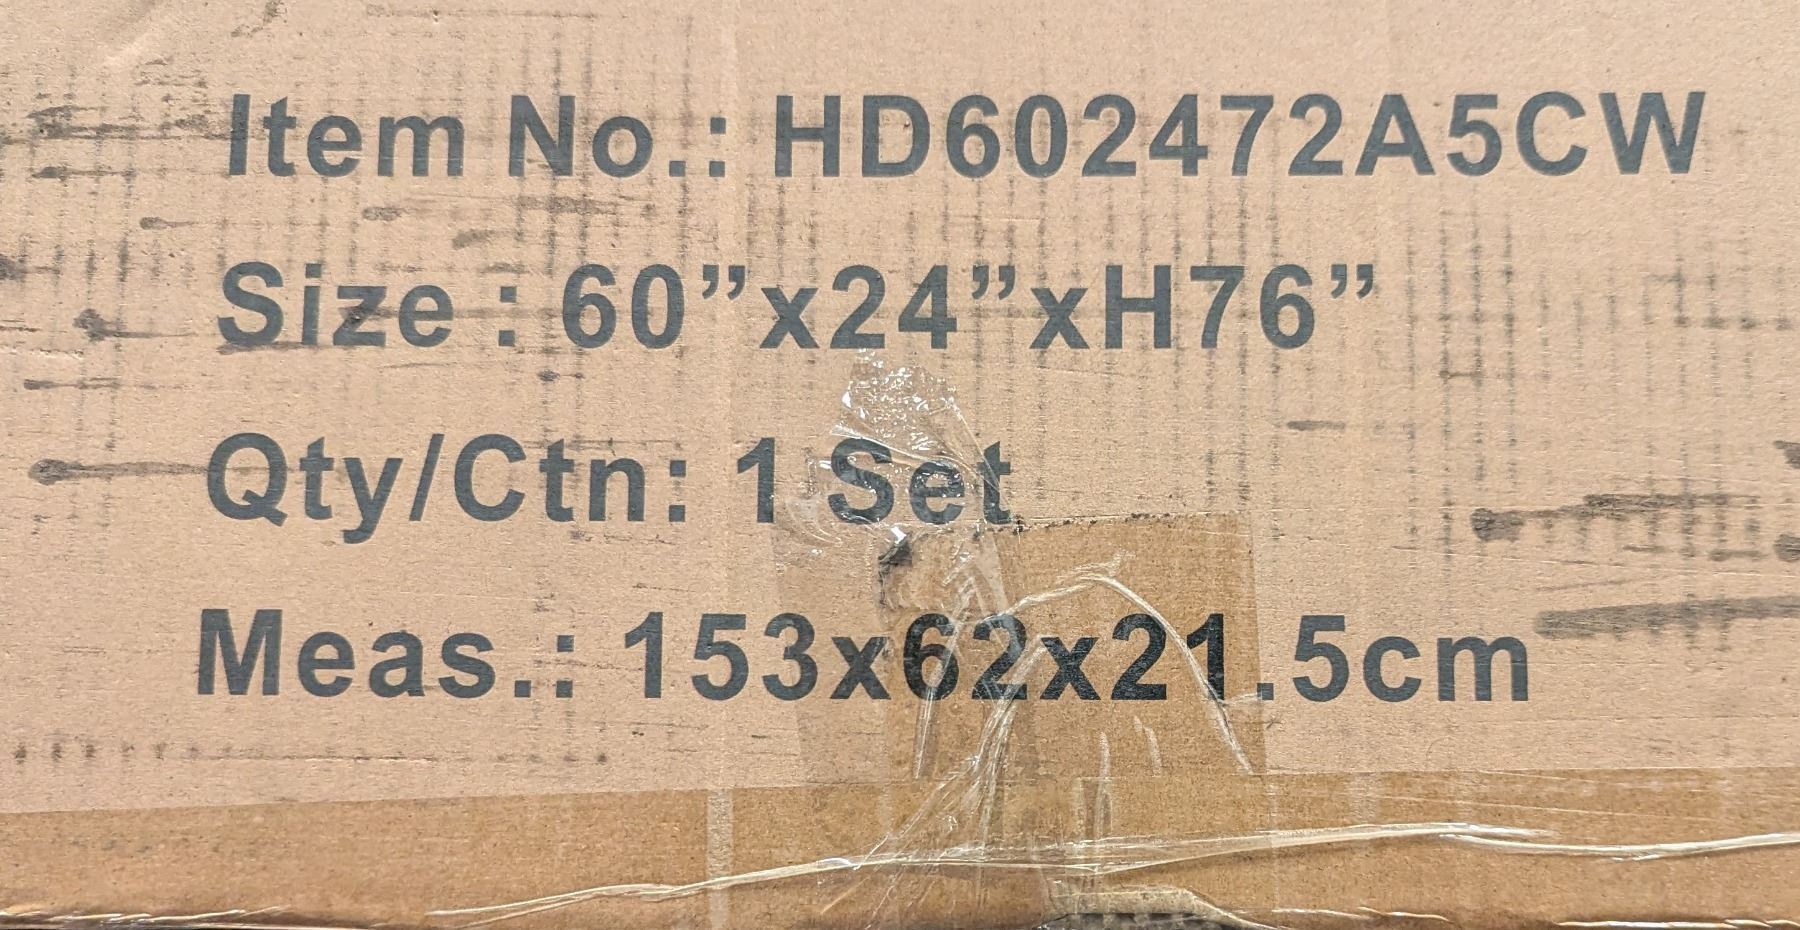 Item No.: HD602472A5CW
Size : 60”x24”xH76”
Qty/Ctn: 1 Set
Meas.: 153x62x21.5cm